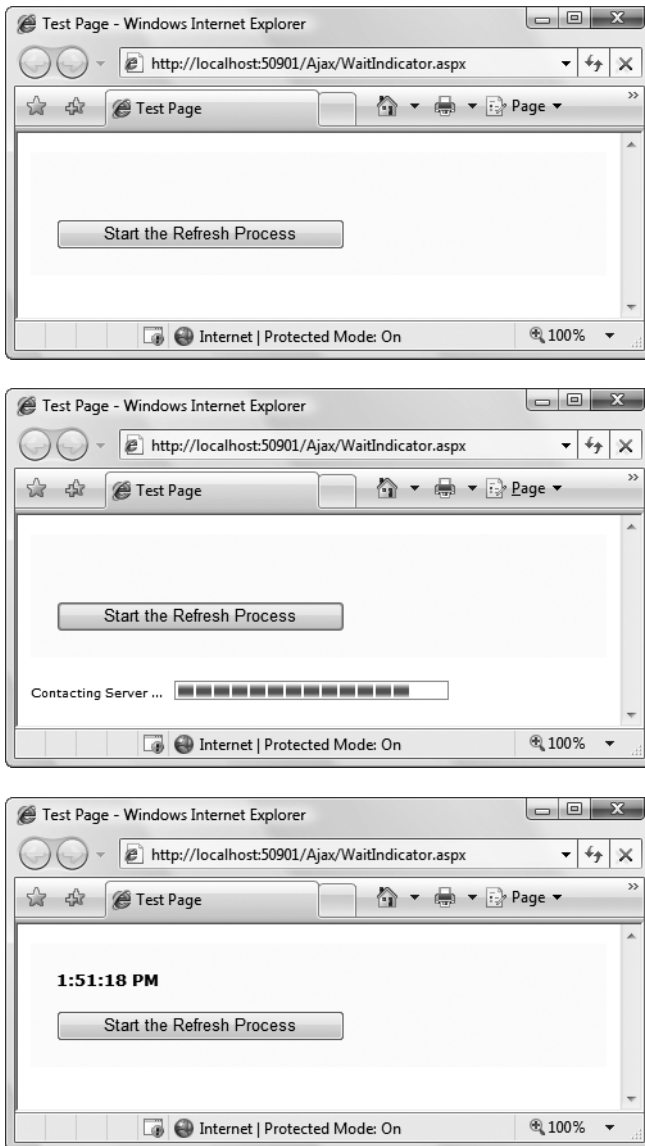 Test Page - Windows Internet Explorer
http://localhost:50901/Ajax/WaitIndicator.aspx
Test Page
Page
Start the Refresh Process
Internet | Protected Mode: On
100%
Test Page - Windows Internet Explorer
http://localhost:50901/Ajax/WaitIndicator.aspx
Test Page
Page
Start the Refresh Process
Contacting Server ...
Internet | Protected Mode: On
100%
Test Page - Windows Internet Explorer
http://localhost:50901/Ajax/WaitIndicator.aspx
Test Page
Page
1:51:18 PM
Start the Refresh Process
Internet | Protected Mode: On
100%